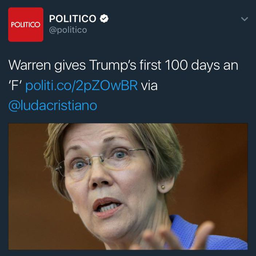 POLITICO
POLITICO
@politico
Warren gives Trump's first 100 days an
'F' politi.co/2pZOwBR via
@ludacristiano